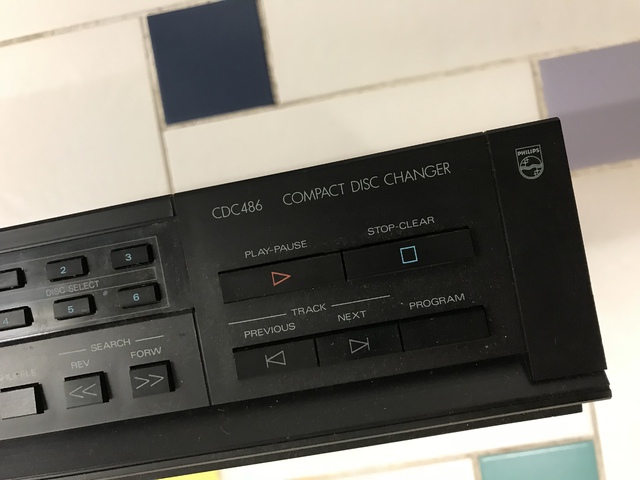 PHILIPS
CDC486 COMPACT DISC CHANGER
PLAY-PAUSE
STOP-CLEAR
2
3
DISC SELECT
4
5
6
TRACK
PREVIOUS
NEXT
PROGRAM
SEARCH
REV
FORW